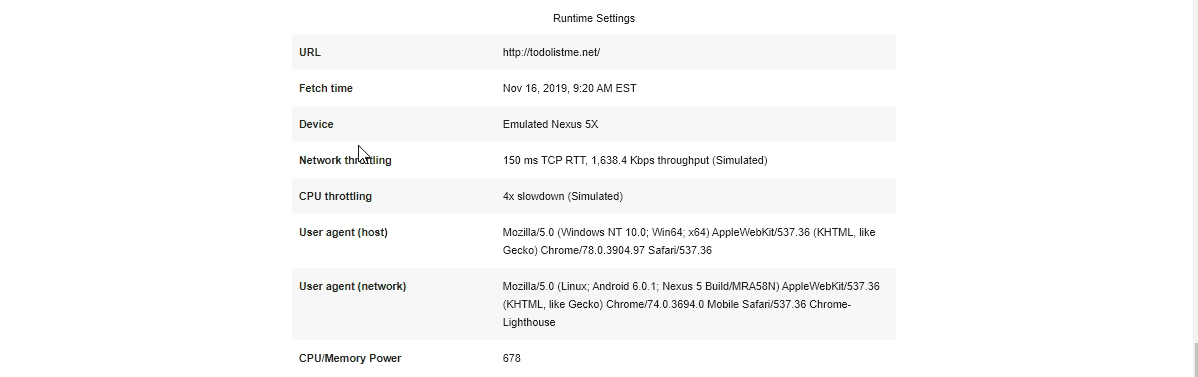 Runtime Settings
URL http://todolistme.net/
Fetch time Nov 16, 2019, 9:20 AM EST
Device Emulated Nexus 5X
Network throttling 150 ms TCP RTT, 1,638.4 Kbps throughput (Simulated)
CPU throttling 4x slowdown (Simulated)
User agent (host) Mozilla/5.0 (Windows NT 10.0; Win64; x64) AppleWebKit/537.36 (KHTML, like
Gecko) Chrome/78.0.3904.97 Safari/537.36
User agent (network) Mozilla/5.0 (Linux; Android 6.0.1; Nexus 5 Build/MRA58N) AppleWebKit/537.36
(KHTML, like Gecko) Chrome/74.0.3694.0 Mobile Safari/537.36 Chrome-
Lighthouse
CPU/Memory Power 678